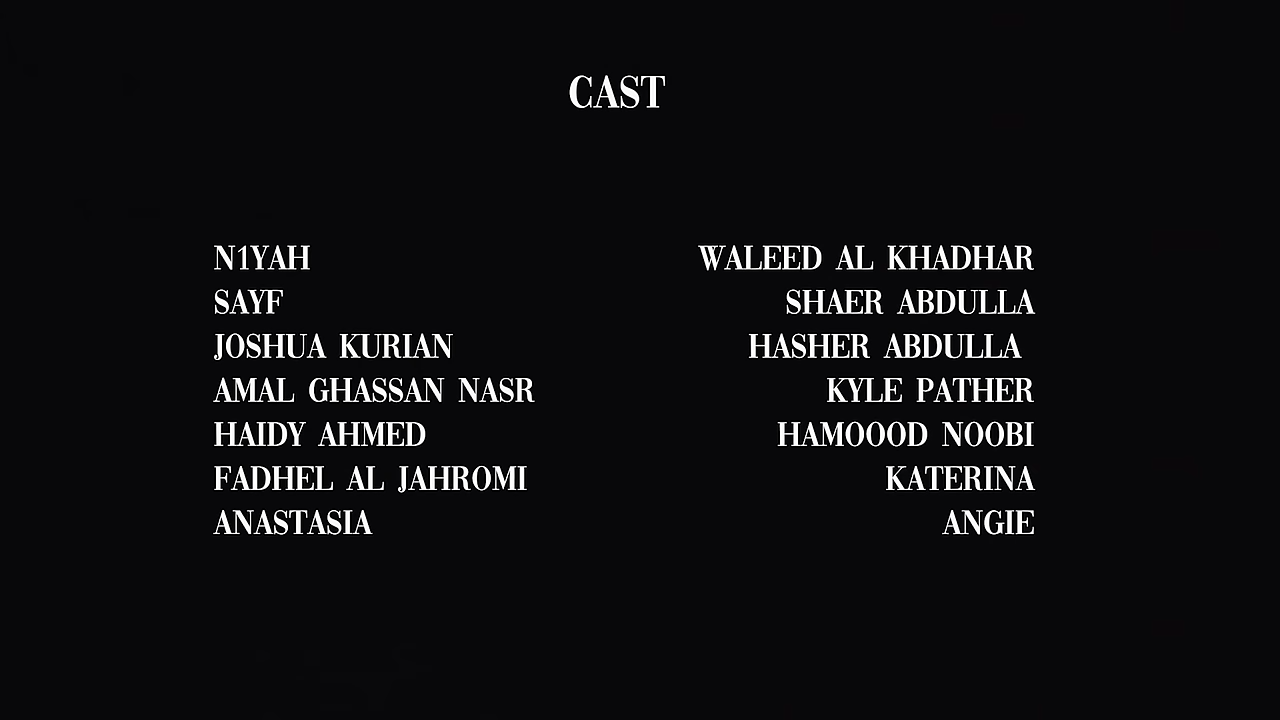 CAST
N1YAH WALEED AL KHADHAR
SAYF SHAER ABDULLA
JOSHUA KURIAN HASHER ABDULLA
AMAL GHASSAN NASR KYLE PATHER
HAIDY AHMED HAMOOOD NOOBI
FADHEL AL JAHROMI KATERINA
ANASTASIA ANGIE